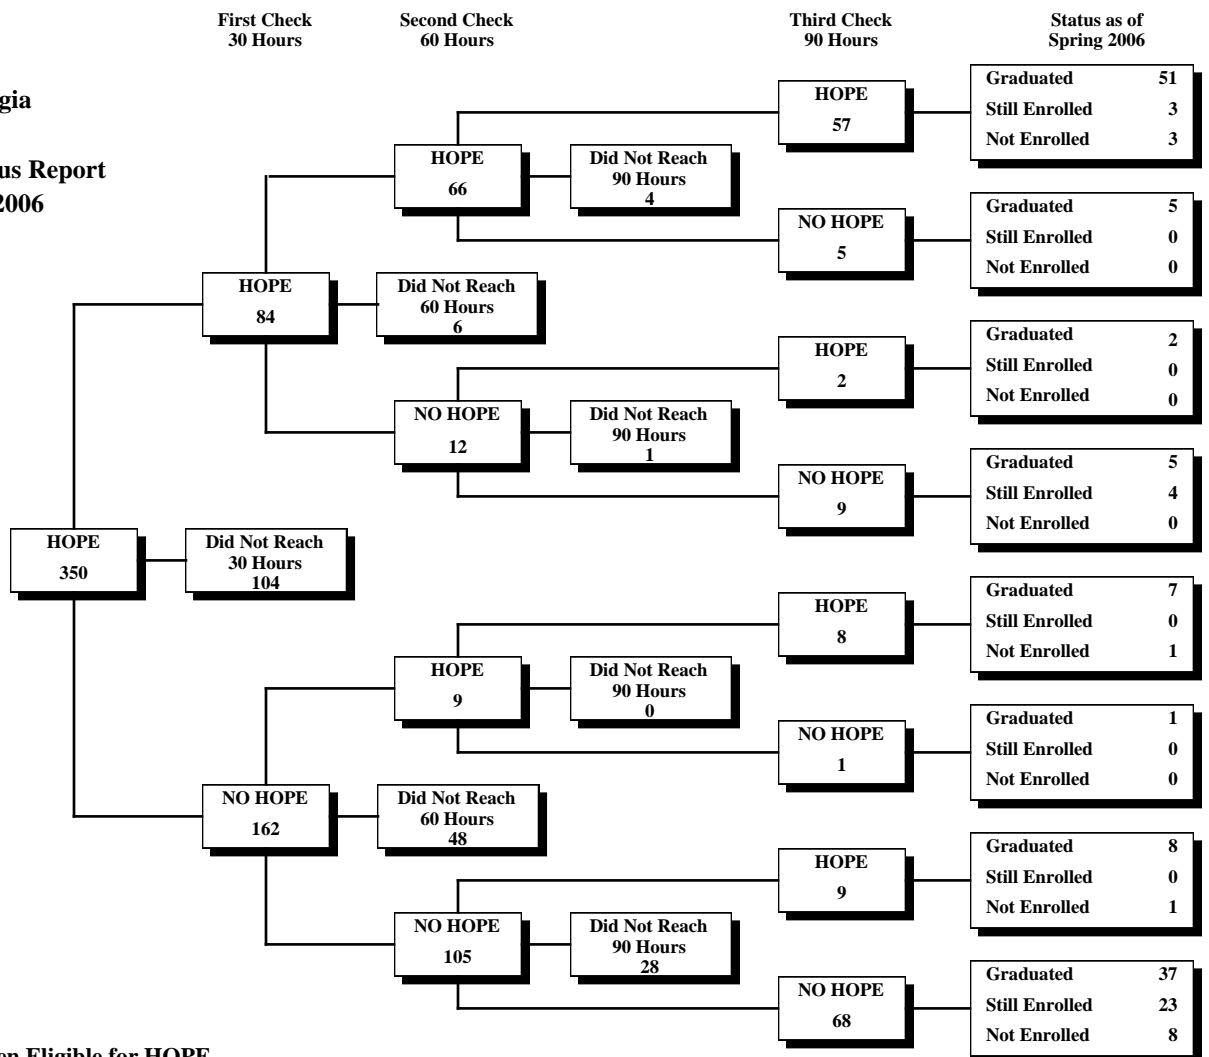 First Check
30 Hours
Second Check
60 Hours
Third Check
90 Hours
Status as of
Spring 2006
gia
us Report
2006
HOPE
57
Graduated 51
Still Enrolled 3
Not Enrolled 3
HOPE
66
Did Not Reach
90 Hours
4
NO HOPE
5
Graduated 5
Still Enrolled 0
Not Enrolled 0
HOPE
84
Did Not Reach
60 Hours
6
HOPE
2
Graduated 2
Still Enrolled 0
Not Enrolled 0
NO HOPE
12
Did Not Reach
90 Hours
1
NO HOPE
9
Graduated 5
Still Enrolled 4
Not Enrolled 0
HOPE
350
Did Not Reach
30 Hours
104
HOPE
8
Graduated 7
Still Enrolled 0
Not Enrolled 1
HOPE
9
Did Not Reach
90 Hours
0
NO HOPE
1
Graduated 1
Still Enrolled 0
Not Enrolled 0
NO HOPE
162
Did Not Reach
60 Hours
48
HOPE
9
Graduated 8
Still Enrolled 0
Not Enrolled 1
NO HOPE
105
Did Not Reach
90 Hours
28
NO HOPE
68
Graduated 37
Still Enrolled 23
Not Enrolled 8
en Eligible for HOPE